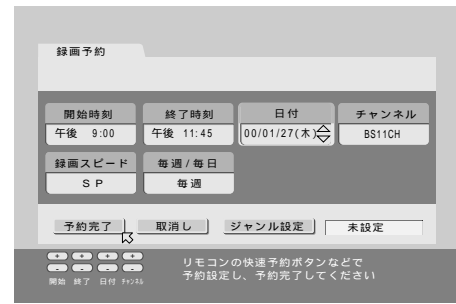 録画予約
開始時刻 終了時刻 日付 チャンネル
午後 9:00 午後 11:45 00/01/27(木) BS11CH
録画スピード 毎週/毎日
SP 毎週
予約完了 取消し ジャンル設定 未設定
+ + + +
- - - -
開始 終了 日付 チャンネル
リモコンの快速予約ボタンなどで
予約設定し、予約完了してください